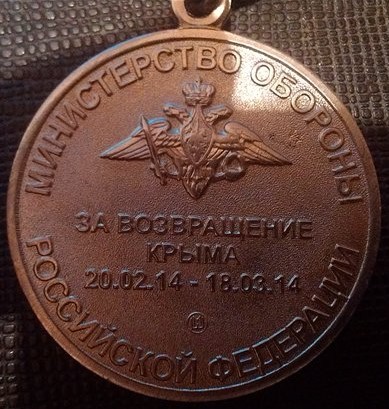 МИНИСТЕРСТВО ОБОРОНЫ
ЗА ВОЗВРАЩЕНИЕ
КРЫМА
20.02.14 - 18.03.14
РОССИЙСКОЙ ФЕДЕРАЦИИ